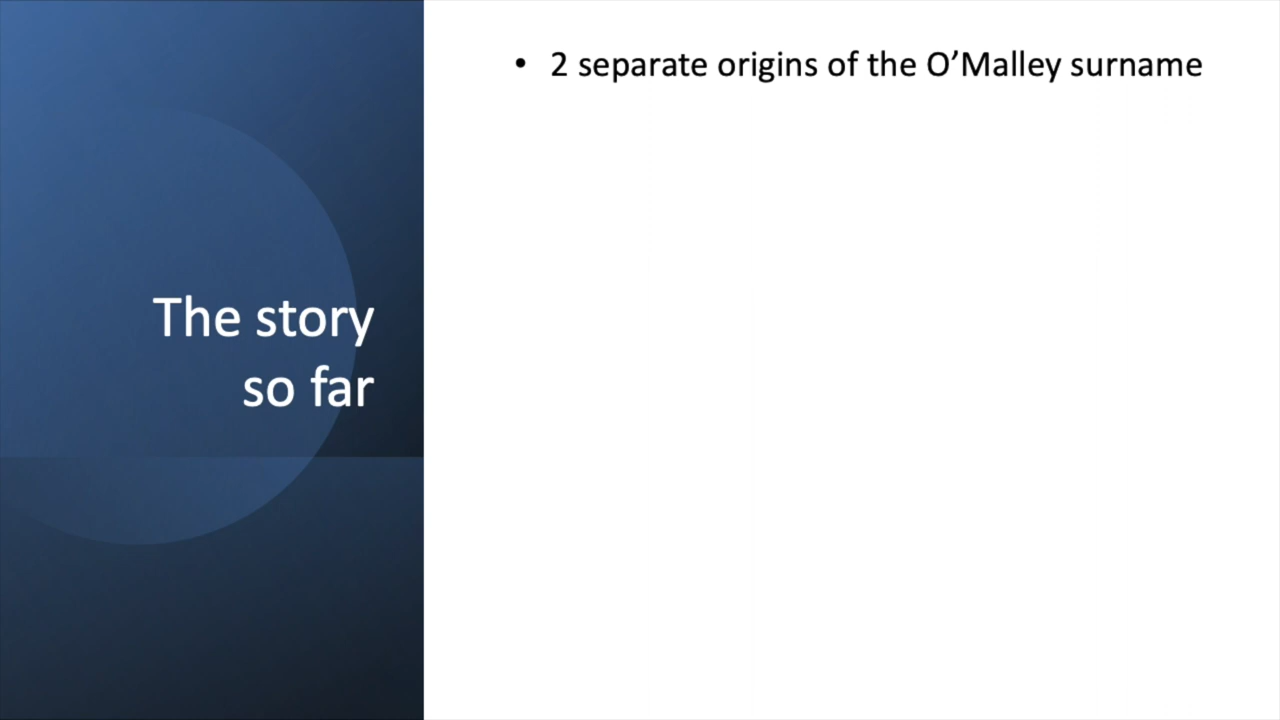 The story
so far
• 2 separate origins of the O’Malley surname